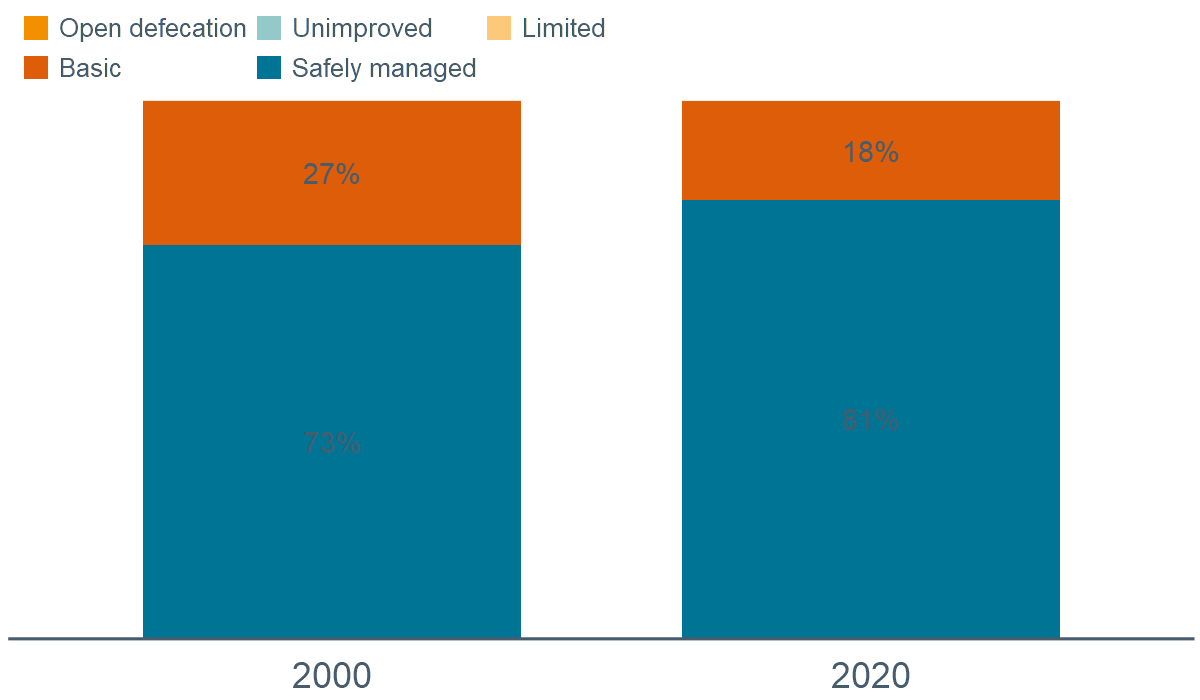 Open defecation Unimproved Limited
Basic Safely managed
27% 18%
73% 81%
2000 2020